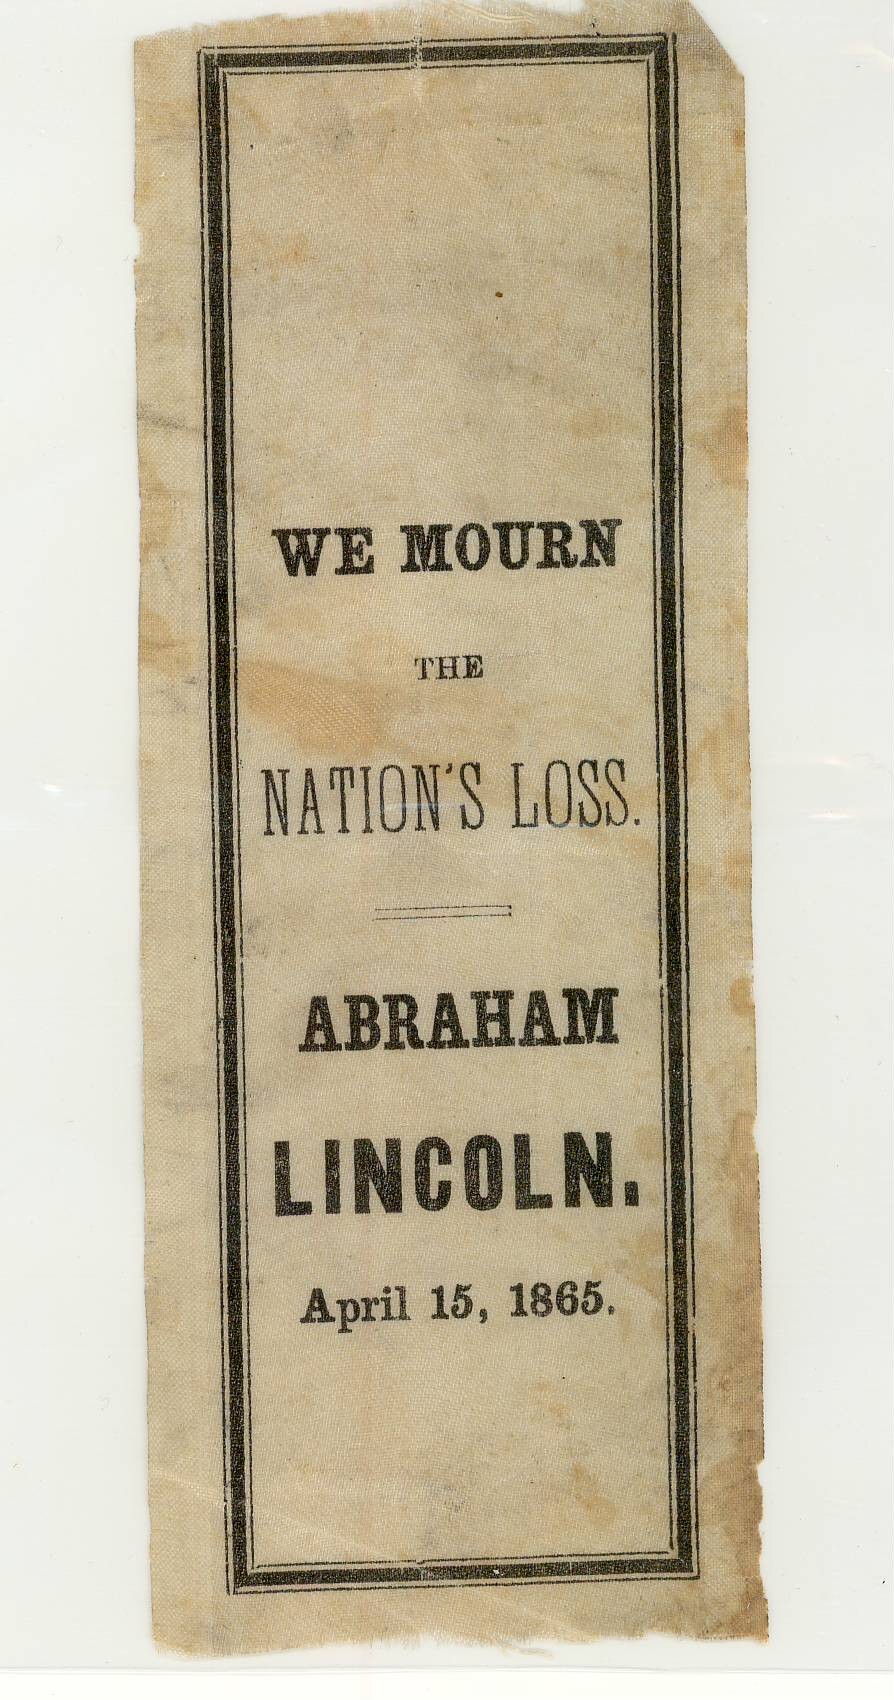 WE MOURN
THE
NATION'S LOSS.
ABRAHAM
LINCOLN.
April 15, 1865.